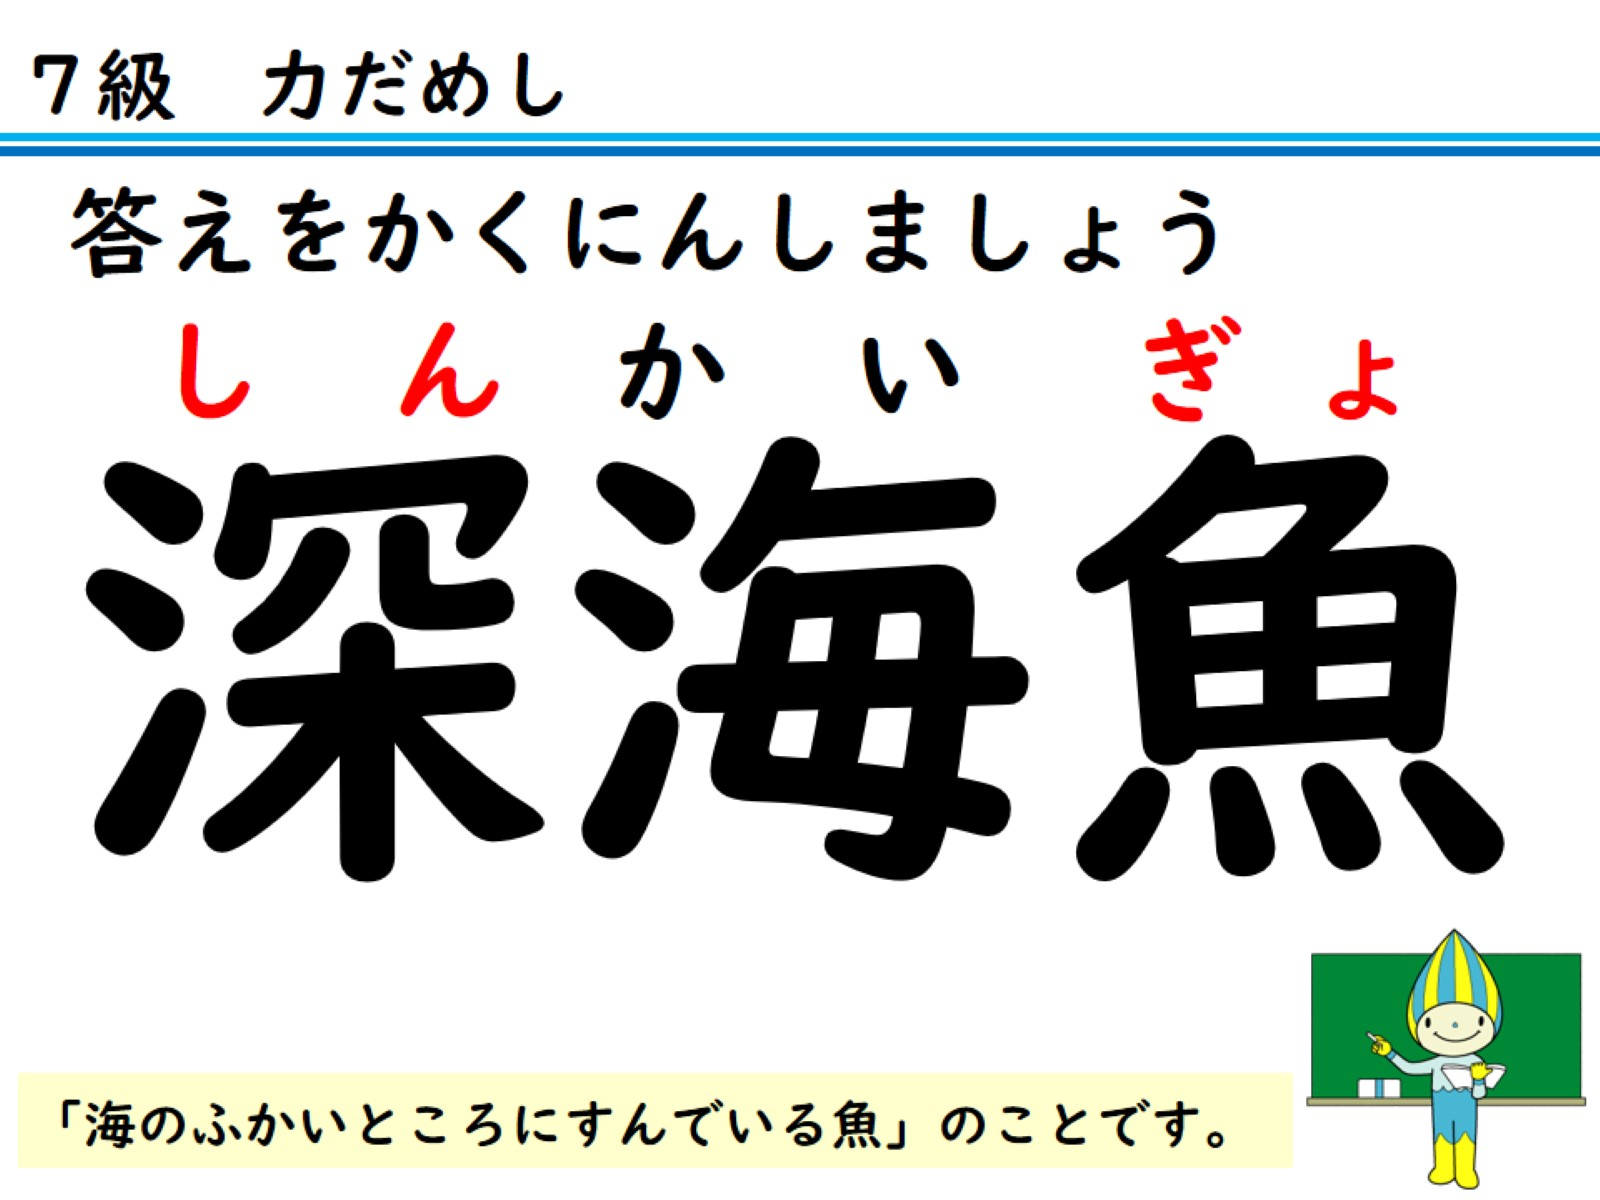 ７級　力だめし
答えをかくにんしましょう
しんかいぎょ
深海魚
「海のふかいところにすんでいる魚」のことです。